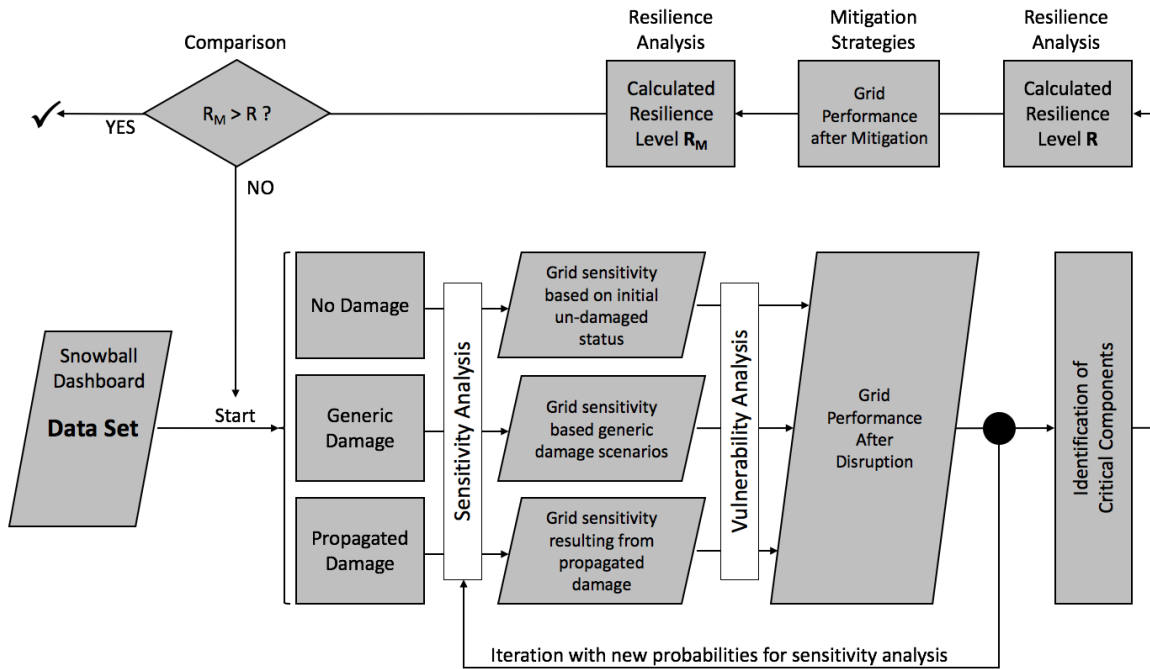 Comparison
Resilience
Analysis
Mitigation
Strategies
Resilience
Analysis
R_M > R ?
YES
NO
Calculated
Resilience
Level R_M
Grid
Performance
after Mitigation
Calculated
Resilience
Level R
Snowball
Dashboard
Data Set
Start
No Damage
Generic
Damage
Propagated
Damage
Sensitivity Analysis
Grid sensitivity
based on initial
un-damaged
status
Grid sensitivity
based generic
damage scenarios
Grid sensitivity
resulting from
propagated
damage
Vulnerability Analysis
Grid
Performance
After
Disruption
Identification of
Critical Components
Iteration with new probabilities for sensitivity analysis